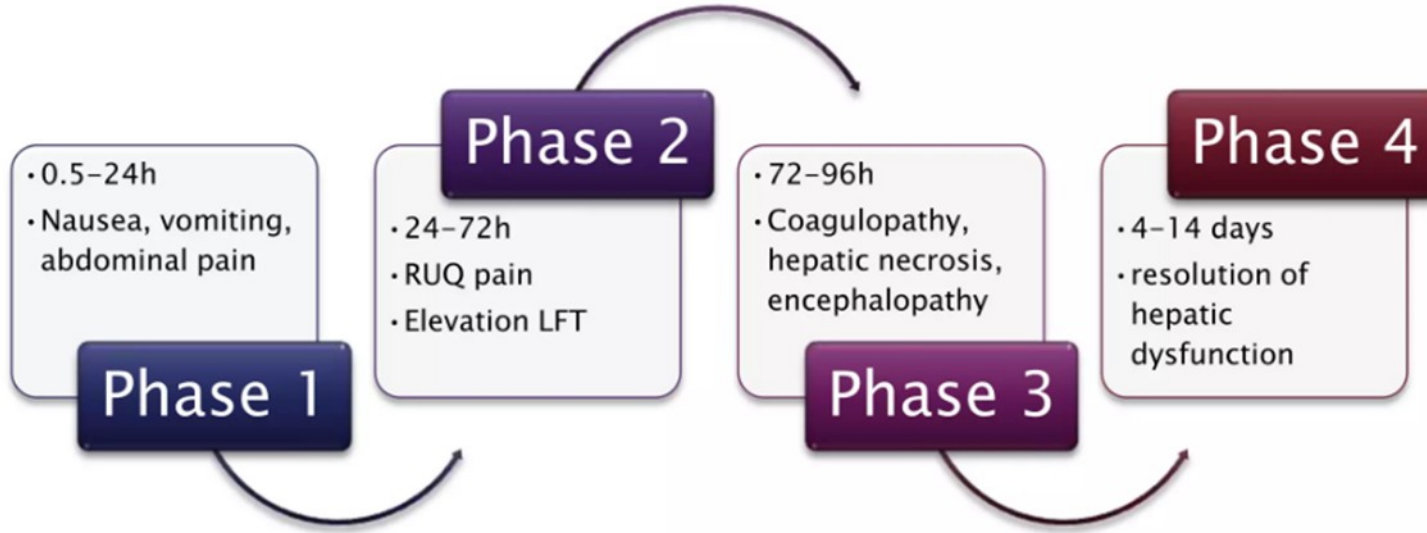 Phase 1
• 0.5–24h
• Nausea, vomiting,
abdominal pain
Phase 2
• 24–72h
• RUQ pain
• Elevation LFT
Phase 3
• 72–96h
• Coagulopathy,
hepatic necrosis,
encephalopathy
Phase 4
• 4–14 days
• resolution of
hepatic
dysfunction